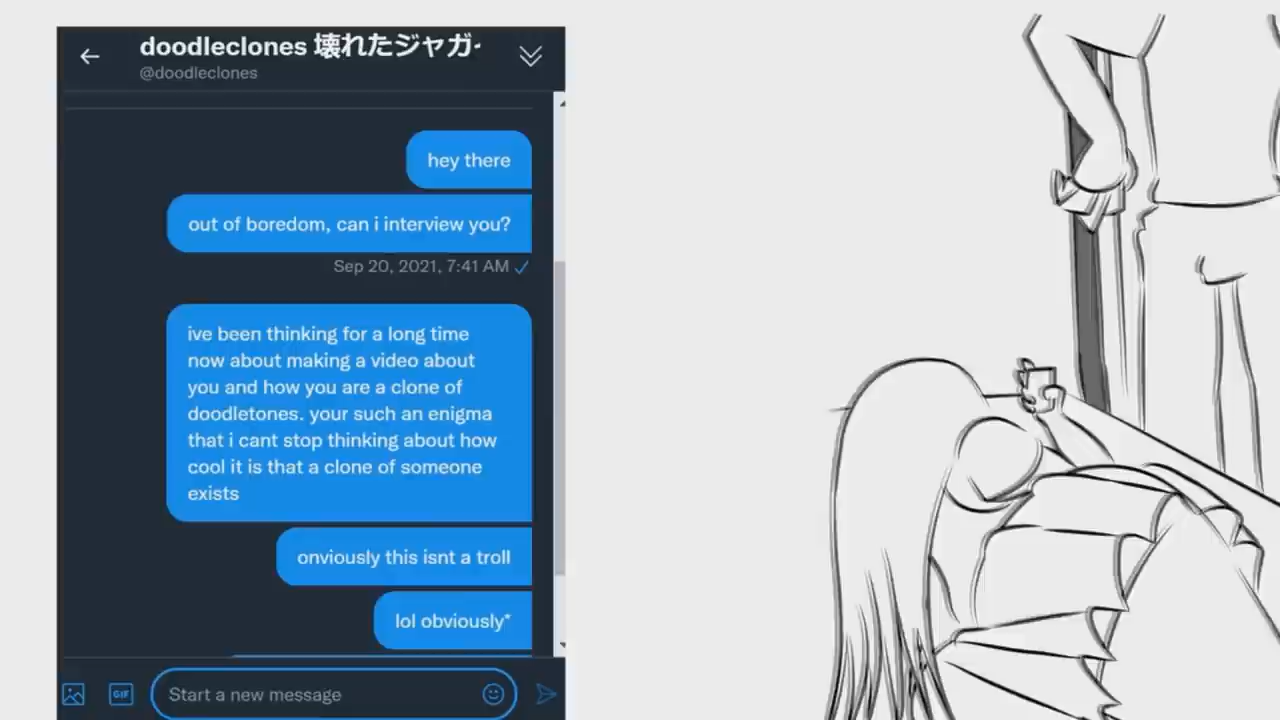 doodleclones 壊れたジャガ
@doodleclones
hey there
out of boredom, can i interview you?
Sep 20, 2021, 7:41 AM
ive been thinking for a long time
now about making a video about
you and how you are a clone of
doodletones. your such an enigma
that i cant stop thinking about how
cool it is that a clone of someone
exists
onviously this isnt a troll
lol obviously*
GIF
Start a new message